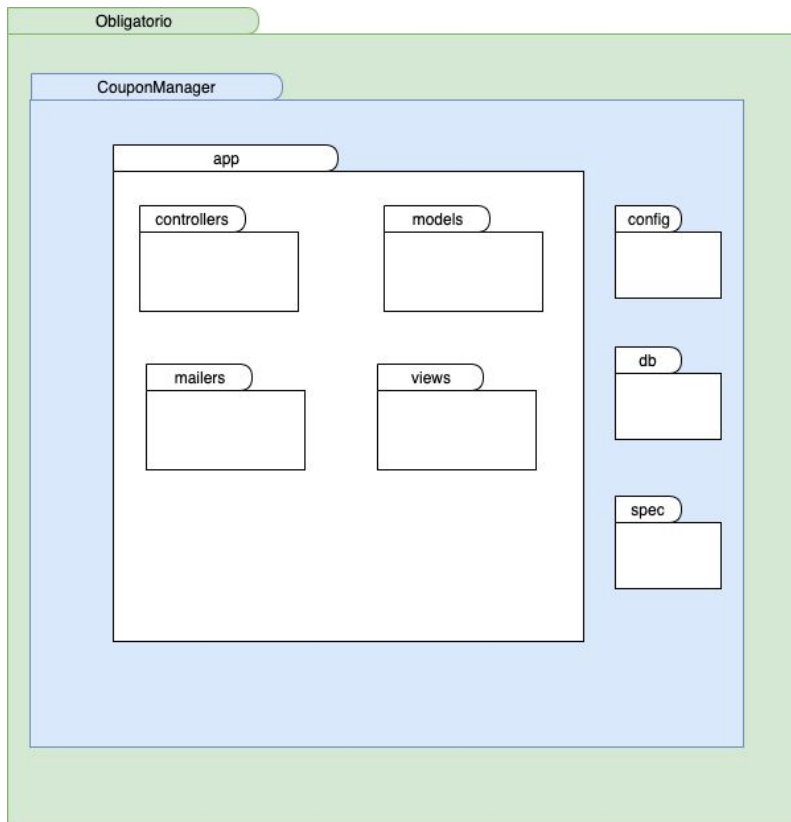 Obligatorio
CouponManager
app
controllers
models
config
mailers
views
db
spec